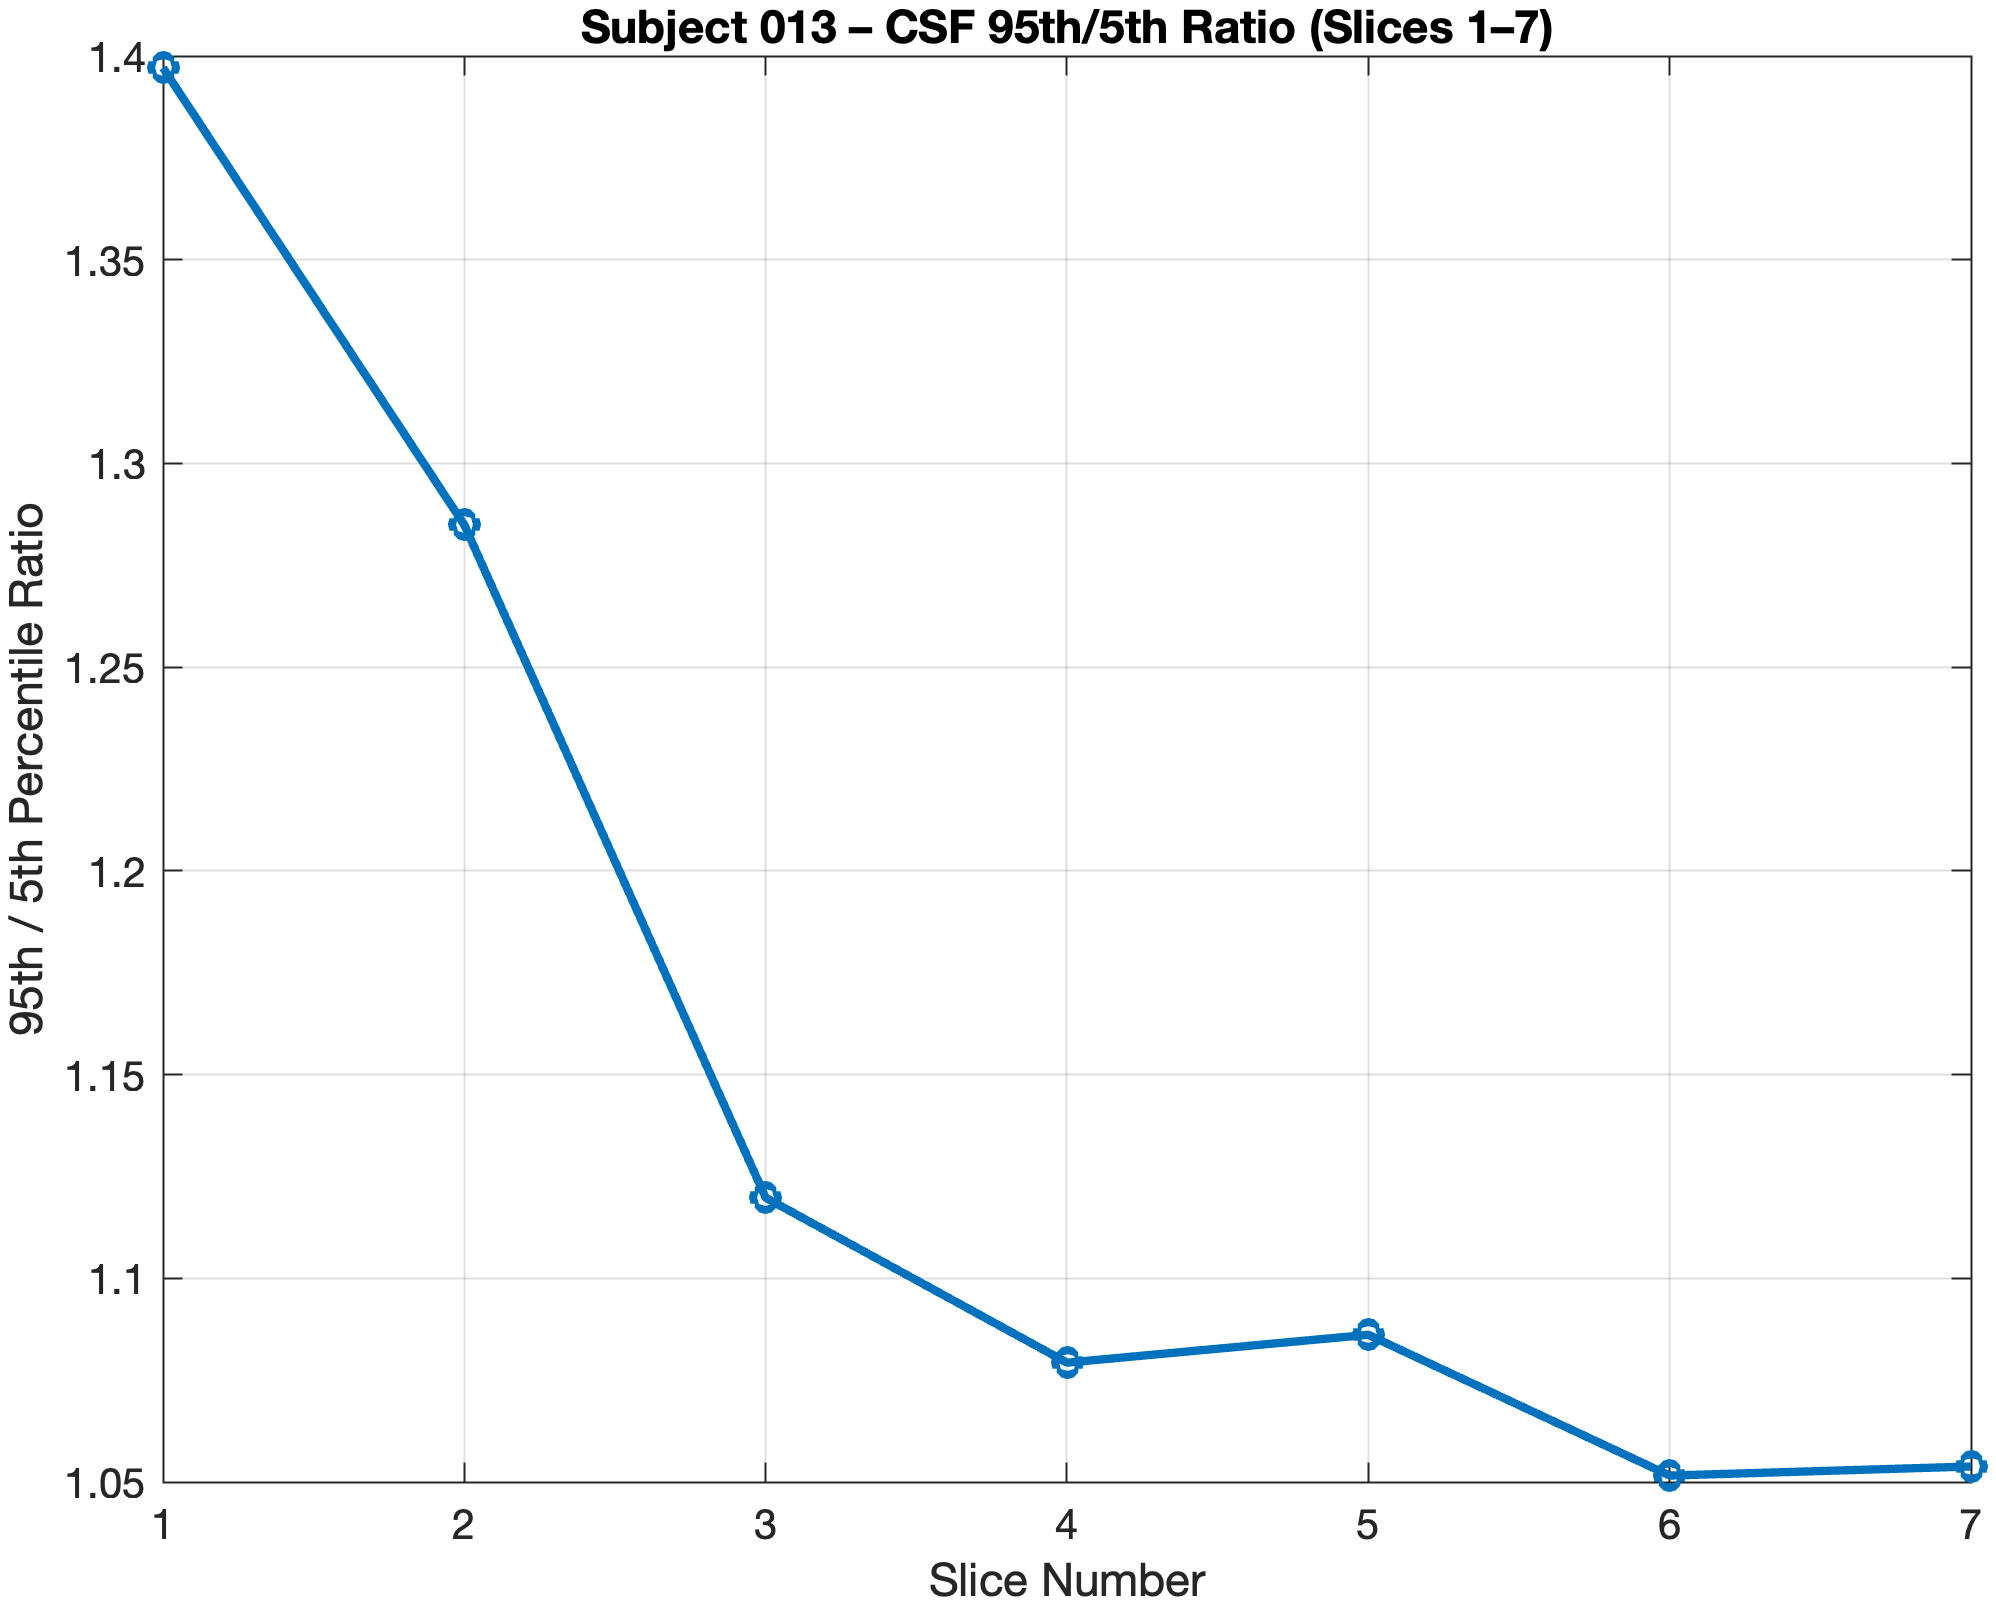 Subject 013 – CSF 95th/5th Ratio (Slices 1–7)
1.4
1.35
1.3
1.25
1.2
1.15
1.1
1.05
95th / 5th Percentile Ratio
1 2 3 4 5 6 7
Slice Number